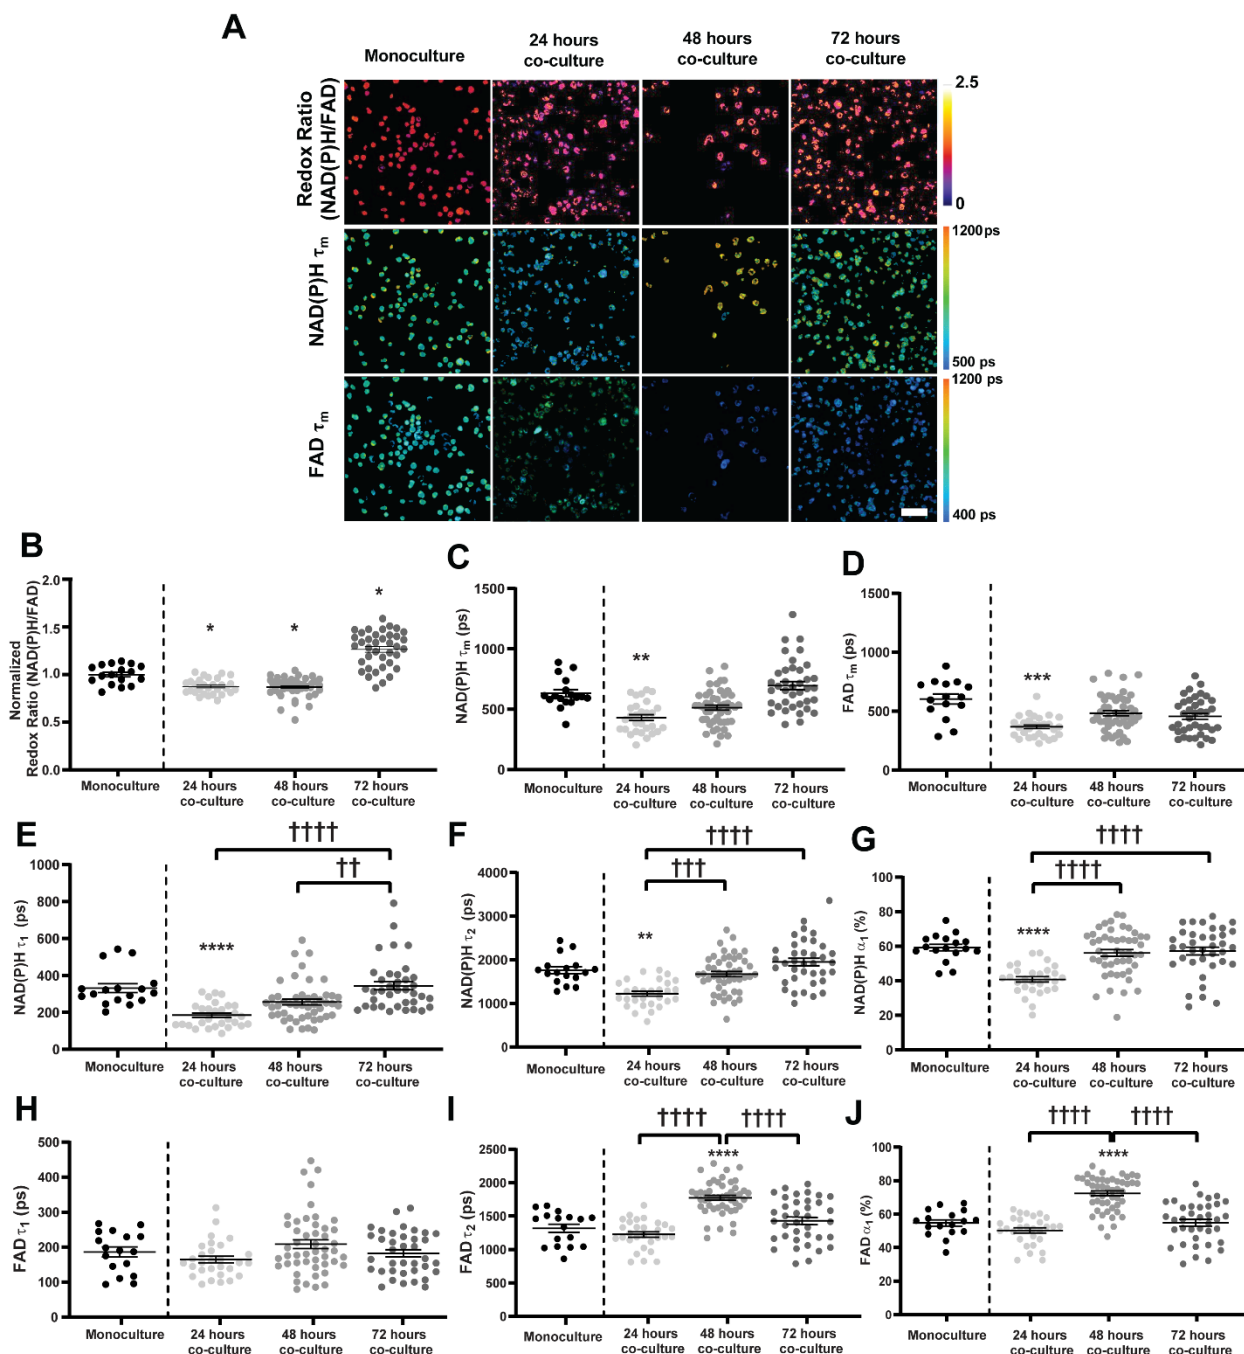 A
Monoculture
24 hours
co-culture
48 hours
co-culture
72 hours
co-culture
Redox Ratio
(NAD(P)H/FAD)
2.5
0
NAD(P)H τm
1200 ps
500 ps
FAD τm
1200 ps
400 ps
B
Normalized
Redox Ratio (NAD(P)H/FAD)
2.0
1.5
1.0
0.5
0.0
*
*
*
Monoculture
24 hours
co-culture
48 hours
co-culture
72 hours
co-culture
C
NAD(P)H τm (ps)
1500
1000
500
0
**
Monoculture
24 hours
co-culture
48 hours
co-culture
72 hours
co-culture
D
FAD τm (ps)
1500
1000
500
0
***
Monoculture
24 hours
co-culture
48 hours
co-culture
72 hours
co-culture
E
NAD(P)H τ1 (ps)
1000
800
600
400
200
0
††††
††
****
Monoculture
24 hours
co-culture
48 hours
co-culture
72 hours
co-culture
F
NAD(P)H τ2 (ps)
4000
3000
2000
1000
0
††††
†††
**
Monoculture
24 hours
co-culture
48 hours
co-culture
72 hours
co-culture
G
NAD(P)H α1 (%)
100
80
60
40
20
0
††††
††††
****
Monoculture
24 hours
co-culture
48 hours
co-culture
72 hours
co-culture
H
FAD τ1 (ps)
500
400
300
200
100
0
Monoculture
24 hours
co-culture
48 hours
co-culture
72 hours
co-culture
I
FAD τ2 (ps)
2500
2000
1500
1000
500
0
††††
††††
****
Monoculture
24 hours
co-culture
48 hours
co-culture
72 hours
co-culture
J
FAD α1 (%)
100
80
60
40
20
0
††††
††††
****
Monoculture
24 hours
co-culture
48 hours
co-culture
72 hours
co-culture